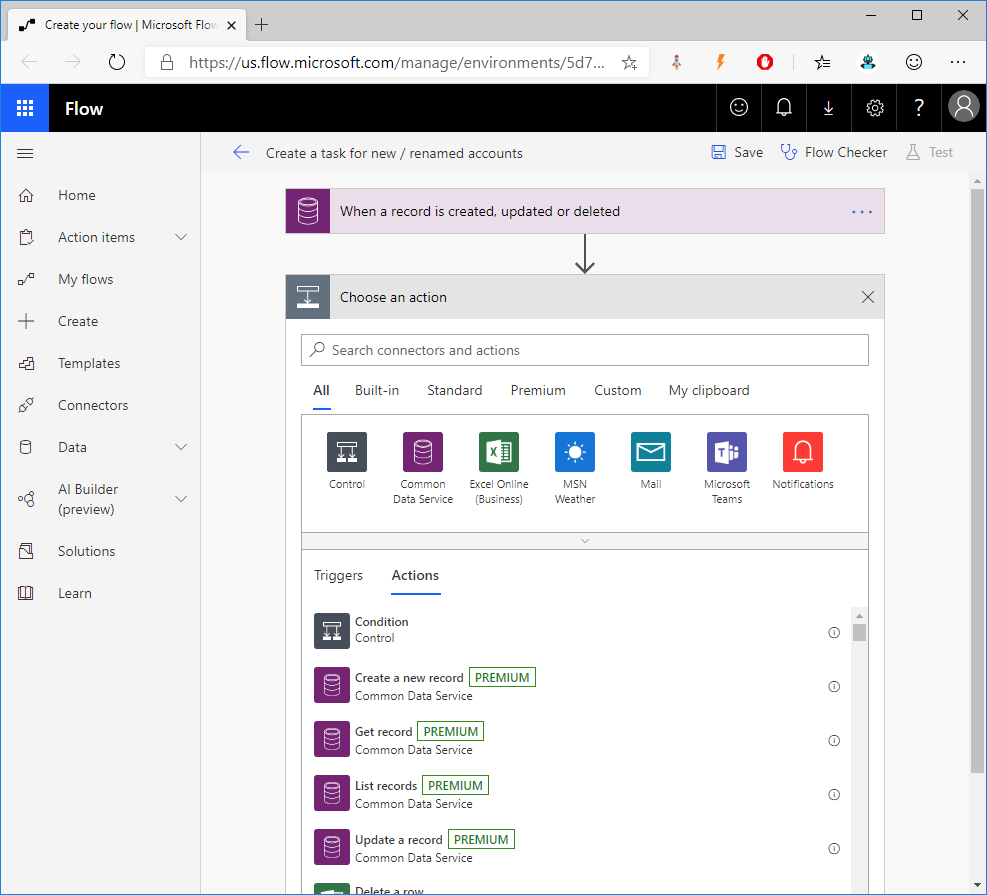 Create your flow | Microsoft Flow
https://us.flow.microsoft.com/manage/environments/5d7...
Flow
?
Create a task for new / renamed accounts
Save
Flow Checker
Test
Home
Action items
My flows
Create
Templates
Connectors
Data
AI Builder
(preview)
Solutions
Learn
When a record is created, updated or deleted
Choose an action
Search connectors and actions
All
Built-in
Standard
Premium
Custom
My clipboard
Control
Common
Data Service
Excel Online
(Business)
MSN
Weather
Mail
Microsoft
Teams
Notifications
Triggers
Actions
Condition
Control
Create a new record PREMIUM
Common Data Service
Get record PREMIUM
Common Data Service
List records PREMIUM
Common Data Service
Update a record PREMIUM
Common Data Service
Delete a row